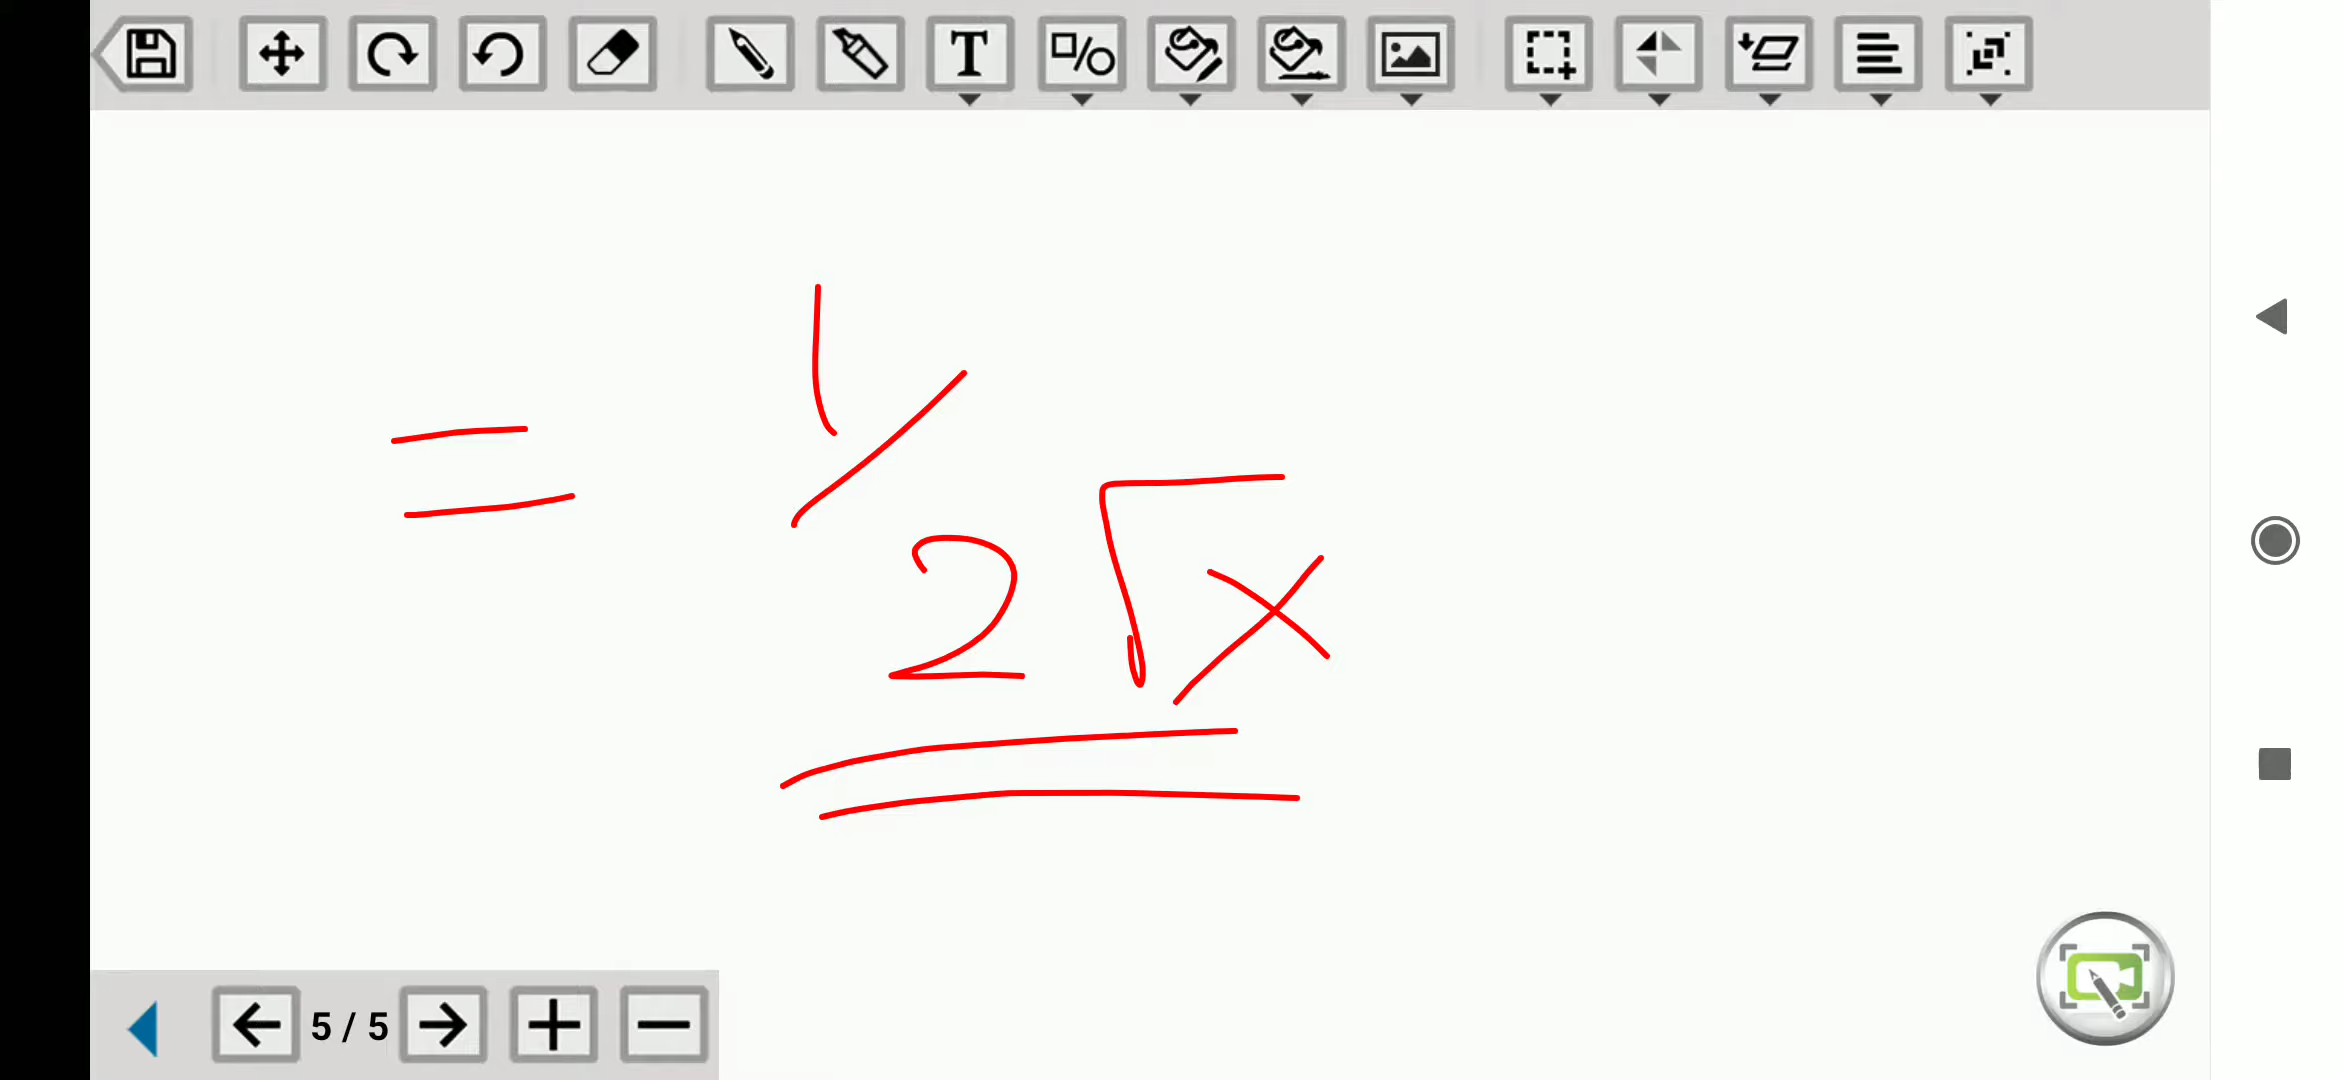 T
= 1/2√x
5 / 5